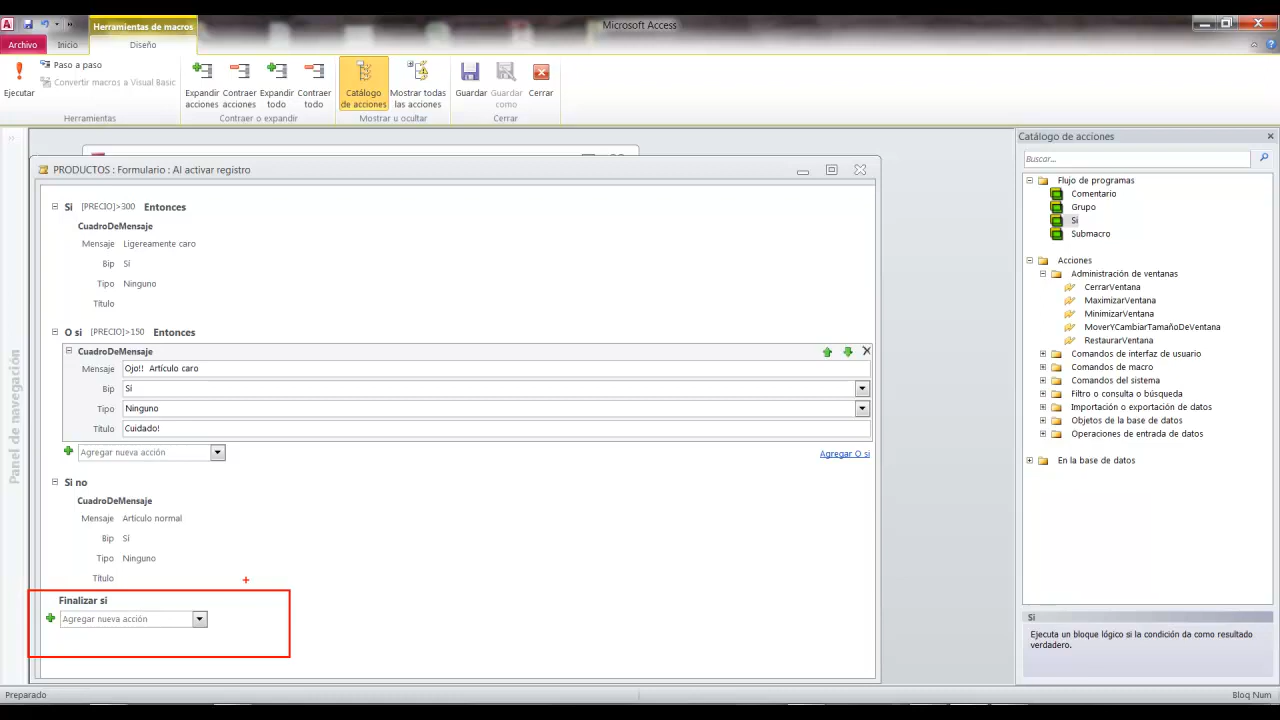 Herramientas de macros
Microsoft Access
Archivo
Inicio
Diseño
Ejecutar
Paso a paso
Convertir macros a Visual Basic
Herramientas
Expandir acciones
Contraer acciones
Expandir todo
Contraer todo
Contraer o expandir
Catálogo de acciones
Mostrar todas las acciones
Mostrar u ocultar
Guardar
Guardar como
Cerrar
Cerrar
Panel de navegación
PRODUCTOS : Formulario : Al activar registro
Si [PRECIO]>300 Entonces
CuadroDeMensaje
Mensaje Ligereamente caro
Bip Sí
Tipo Ninguno
Título
O si [PRECIO]>150 Entonces
CuadroDeMensaje
Mensaje Ojo!! Artículo caro
Bip Sí
Tipo Ninguno
Título Cuidado!
Agregar nueva acción
Agregar O si
Si no
CuadroDeMensaje
Mensaje Artículo normal
Bip Sí
Tipo Ninguno
Título
Finalizar si
Agregar nueva acción
Catálogo de acciones
Buscar...
Flujo de programas
Comentario
Grupo
Si
Submacro
Acciones
Administración de ventanas
CerrarVentana
MaximizarVentana
MinimizarVentana
MoverYCambiarTamañoDeVentana
RestaurarVentana
Comandos de interfaz de usuario
Comandos de macro
Comandos del sistema
Filtro o consulta o búsqueda
Importación o exportación de datos
Objetos de la base de datos
Operaciones de entrada de datos
En la base de datos
Si
Ejecuta un bloque lógico si la condición da como resultado
verdadero.
Preparado
Bloq Num